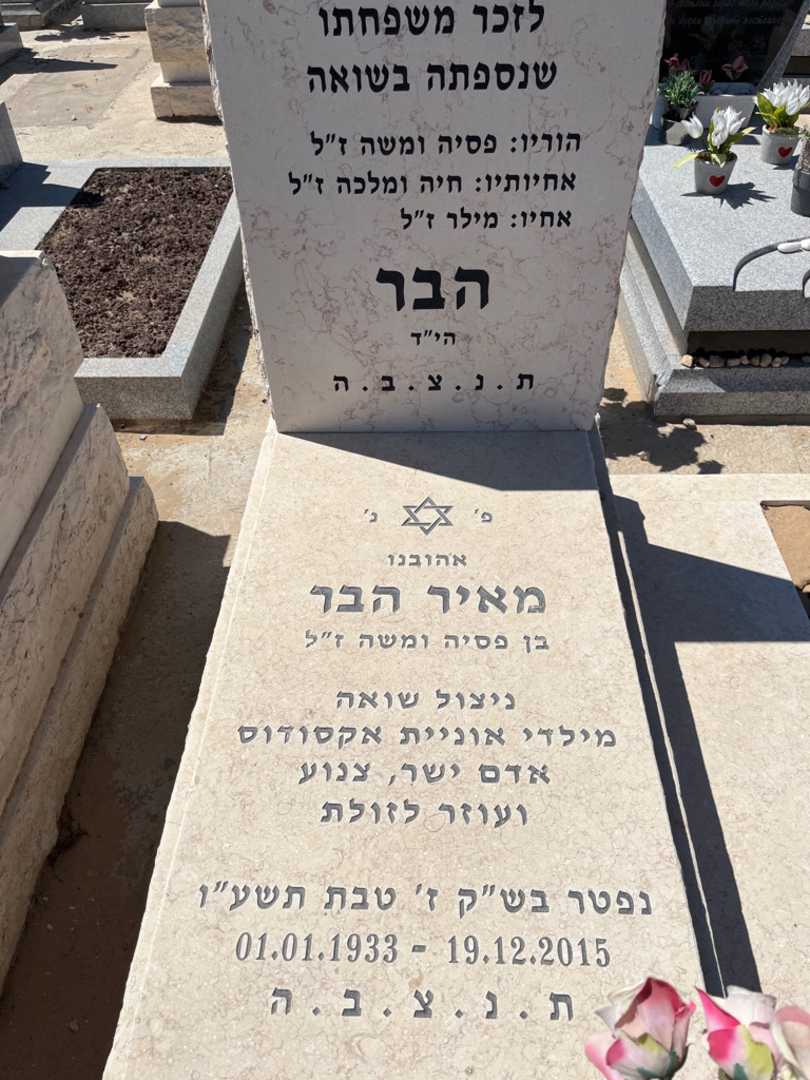 לזכר משפחתו
שנספתה בשואה
הוריו: פסיה ומשה ז"ל
אחיותיו: חיה ומלכה ז"ל
אחיו: מילר ז"ל
הבר
הי"ד
ת . נ . צ . ב . ה
פ' נ'
אהובנו
מאיר הבר
בן פסיה ומשה ז"ל
ניצול שואה
מילדי אוניית אקסודוס
אדם ישר, צנוע
ועוזר לזולת
נפטר בש"ק ז' טבת תשע"ו
01.01.1933 - 19.12.2015
ת . נ . צ . ב . ה